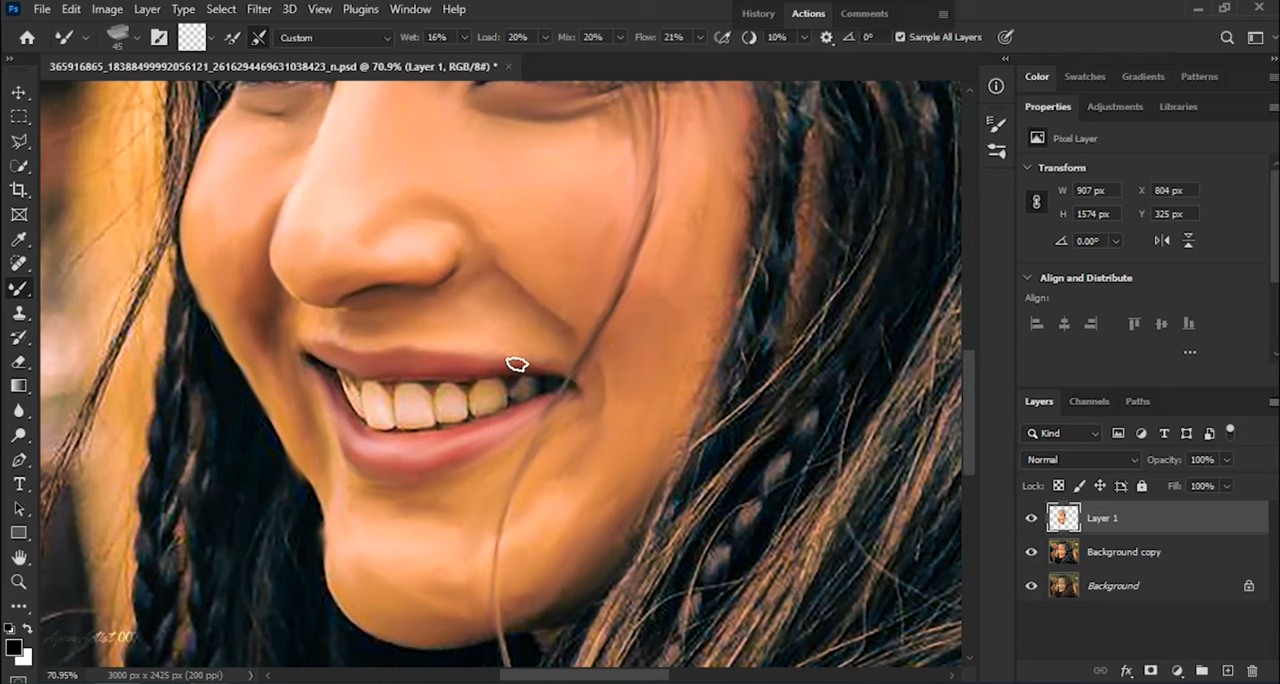 Ps File Edit Image Layer Type Select Filter 3D View Plugins Window Help
History Actions Comments
45 Custom Wet: 16% Load: 20% Mix: 20% Flow: 21% 10% 0° Sample All Layers
365916865_18388499992056121_2616294469631038423_n.psd @ 70.9% (Layer 1, RGB/8#) *
Color Swatches Gradients Patterns
Properties Adjustments Libraries
Pixel Layer
Transform
W 907 px X 804 px
H 1574 px Y 325 px
0.00°
Align and Distribute
Align:
Layers Channels Paths
Kind
Normal Opacity: 100%
Lock: Fill: 100%
Layer 1
Background copy
Background
70.95% 3000 px x 2425 px (200 ppi)